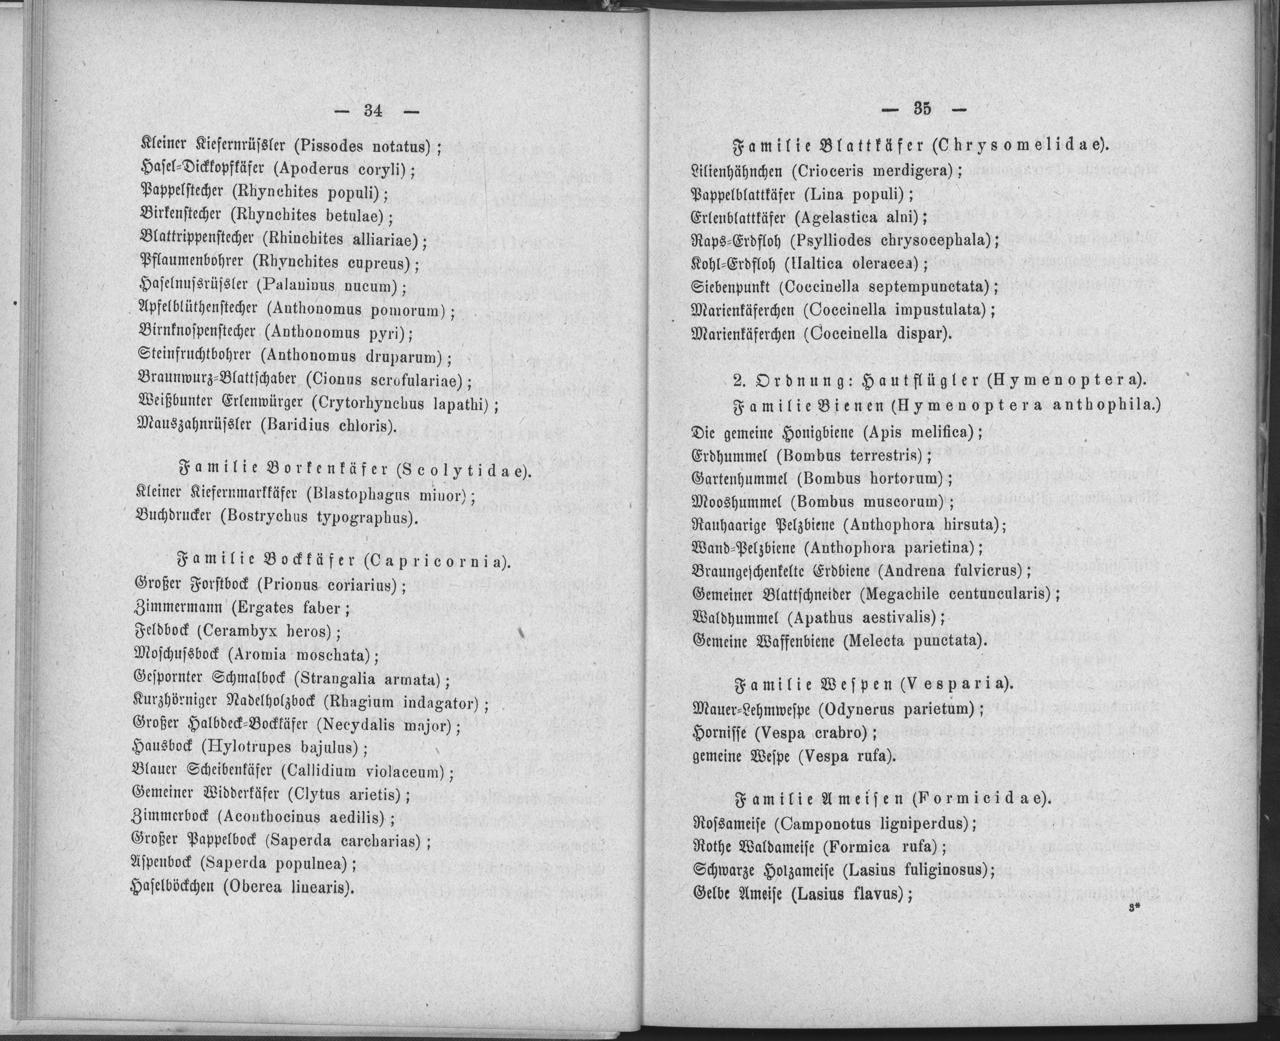 — 34 —
Kleiner Kiefernrüssler (Pissodes notatus) ;
Hasel-Dickkopfkäfer (Apoderus coryli) ;
Pappelstecher (Rhynchites populi) ;
Birkenstecher (Rhynchites betulae) ;
Blattrippenstecher (Rhinchites alliariae) ;
Pflaumenbohrer (Rhynchites cupreus) ;
Haselnussrüssler (Palaninus nucum) ;
Apfelblüthenstecher (Anthonomus pomorum) ;
Birnknospenstecher (Anthonomus pyri) ;
Steinfruchtbohrer (Anthonomus druparum) ;
Braunwurz-Blattschaber (Cionus scrofulariae) ;
Weißbunter Erlenwürger (Crytorhynchus lapathi) ;
Mauszahnrüssler (Baridius chloris).
Familie Borkenkäfer (Scolytidae).
Kleiner Kiefernmarkkäfer (Blastophagus minor) ;
Buchdrucker (Bostrychus typographus).
Familie Bockkäfer (Capricornia).
Großer Forstbock (Prionus coriarius) ;
Zimmermann (Ergates faber ;
Feldbock (Cerambyx heros) ;
Moschusbock (Aromia moschata) ;
Gespornter Schmalbock (Strangalia armata) ;
Kurzhörniger Nadelholzbock (Rhagium indagator) ;
Großer Halbdeck-Bockkäfer (Necydalis major) ;
Hausbock (Hylotrupes bajulus) ;
Blauer Scheibenkäfer (Callidium violaceum) ;
Gemeiner Widderkäfer (Clytus arietis) ;
Zimmerbock (Aconthocinus aedilis) ;
Großer Pappelbock (Saperda carcharias) ;
Aspenbock (Saperda populnea) ;
Haselböckchen (Oberea linearis).
— 35 —
Familie Blattkäfer (Chrysomelidae).
Lilienhähnchen (Crioceris merdigera) ;
Pappelblattkäfer (Lina populi) ;
Erlenblattkäfer (Agelastica alni) ;
Raps-Erdfloh (Psylliodes chrysocephala) ;
Kohl-Erdfloh (Haltica oleracea) ;
Siebenpunkt (Coccinella septempunctata) ;
Marienkäferchen (Coccinella impustulata) ;
Marienkäferchen (Coccinella dispar).
2. Ordnung: Hautflügler (Hymenoptera).
Familie Bienen (Hymenoptera anthophila.)
Die gemeine Honigbiene (Apis melifica) ;
Erdhummel (Bombus terrestris) ;
Gartenhummel (Bombus hortorum) ;
Mooshummel (Bombus muscorum) ;
Rauhaarige Pelzbiene (Anthophora hirsuta) ;
Wand-Pelzbiene (Anthophora parietina) ;
Braungeschenkelte Erdbiene (Andrena fulvicrus) ;
Gemeiner Blattschneider (Megachile centuncularis) ;
Waldhummel (Apathus aestivalis) ;
Gemeine Waffenbiene (Melecta punctata).
Familie Wespen (Vesparia).
Mauer-Lehmwespe (Odynerus parietum) ;
Hornisse (Vespa crabro) ;
gemeine Wespe (Vespa rufa).
Familie Ameisen (Formicidae).
Rossameise (Camponotus ligniperdus) ;
Rothe Waldameise (Formica rufa) ;
Schwarze Holzameise (Lasius fuliginosus) ;
Gelbe Ameise (Lasius flavus) ;
3*